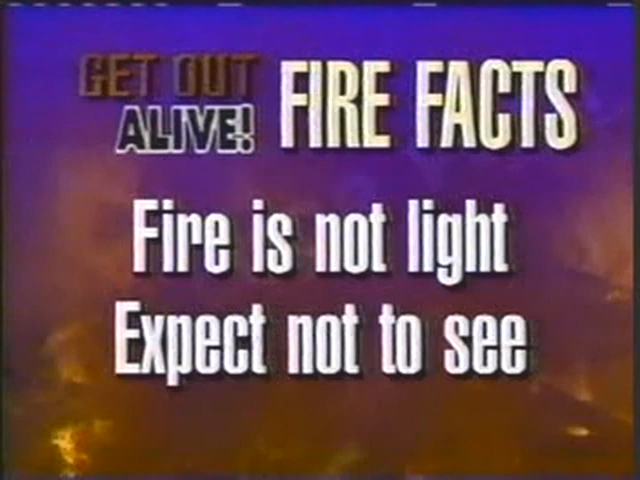 GET OUT
ALIVE!
FIRE FACTS
Fire is not light
Expect not to see